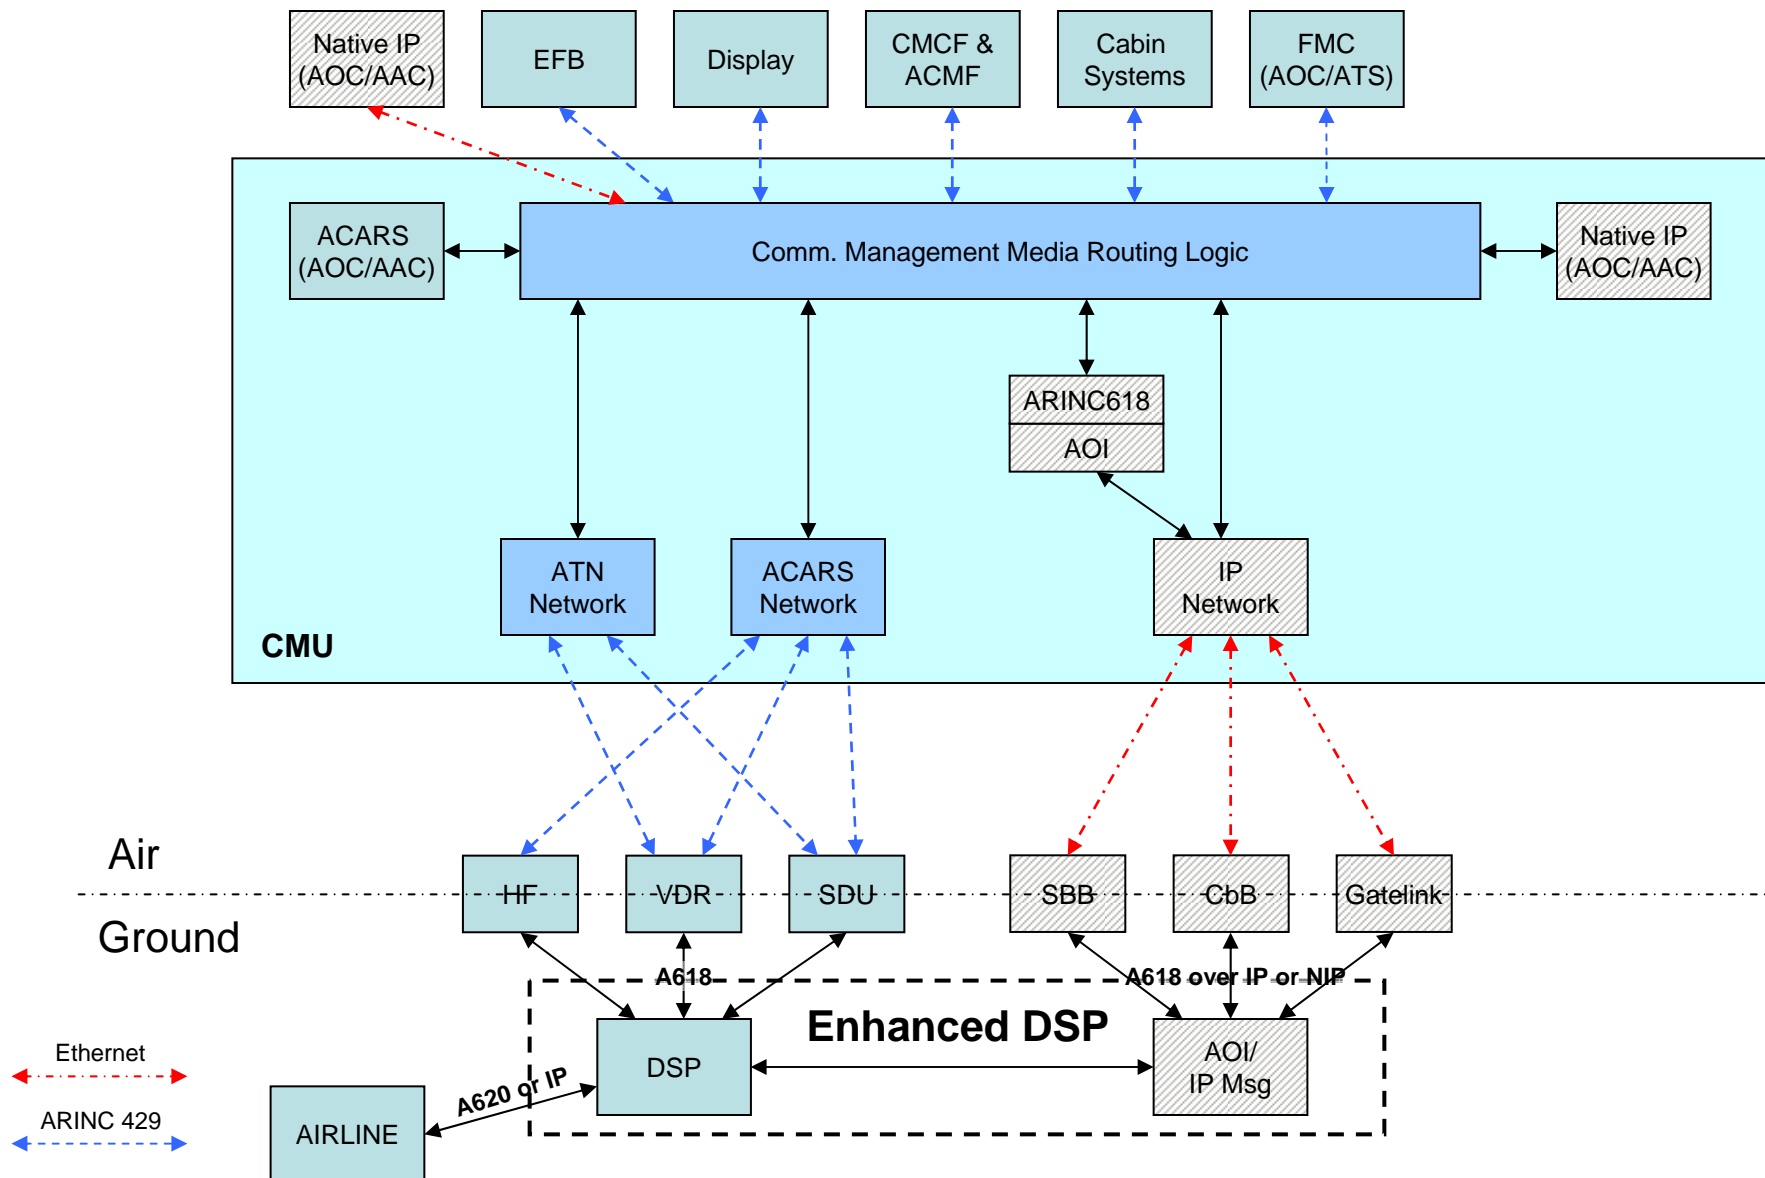 Native IP
(AOC/AAC)
EFB
Display
CMCF &
ACMF
Cabin
Systems
FMC
(AOC/ATS)
ACARS
(AOC/AAC)
Comm. Management Media Routing Logic
Native IP
(AOC/AAC)
ARINC618
AOI
ATN
Network
ACARS
Network
IP
Network
CMU
Air
HF
VDR
SDU
SBB
CbB
Gatelink
Ground
A618
A618 over IP or NIP
Enhanced DSP
DSP
AOI/
IP Msg
Ethernet
A620 or IP
ARINC 429
AIRLINE